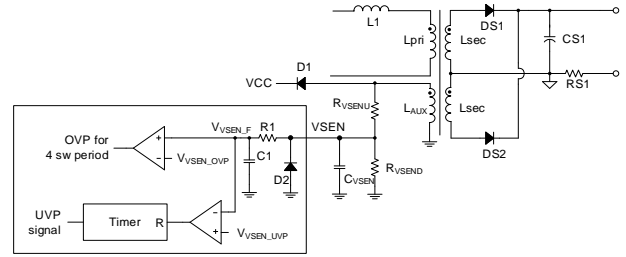 L1
DS1
Lpri
Lsec
CS1
D1
VCC
RS1
RVSENU
LAUX
Lsec
OVP for
4 sw period
VVSEN_F
R1
VSEN
+
-
VVSEN_OVP
C1
D2
CVSEN
RVSEND
DS2
UVP
signal
Timer
R
-
+
VVSEN_UVP